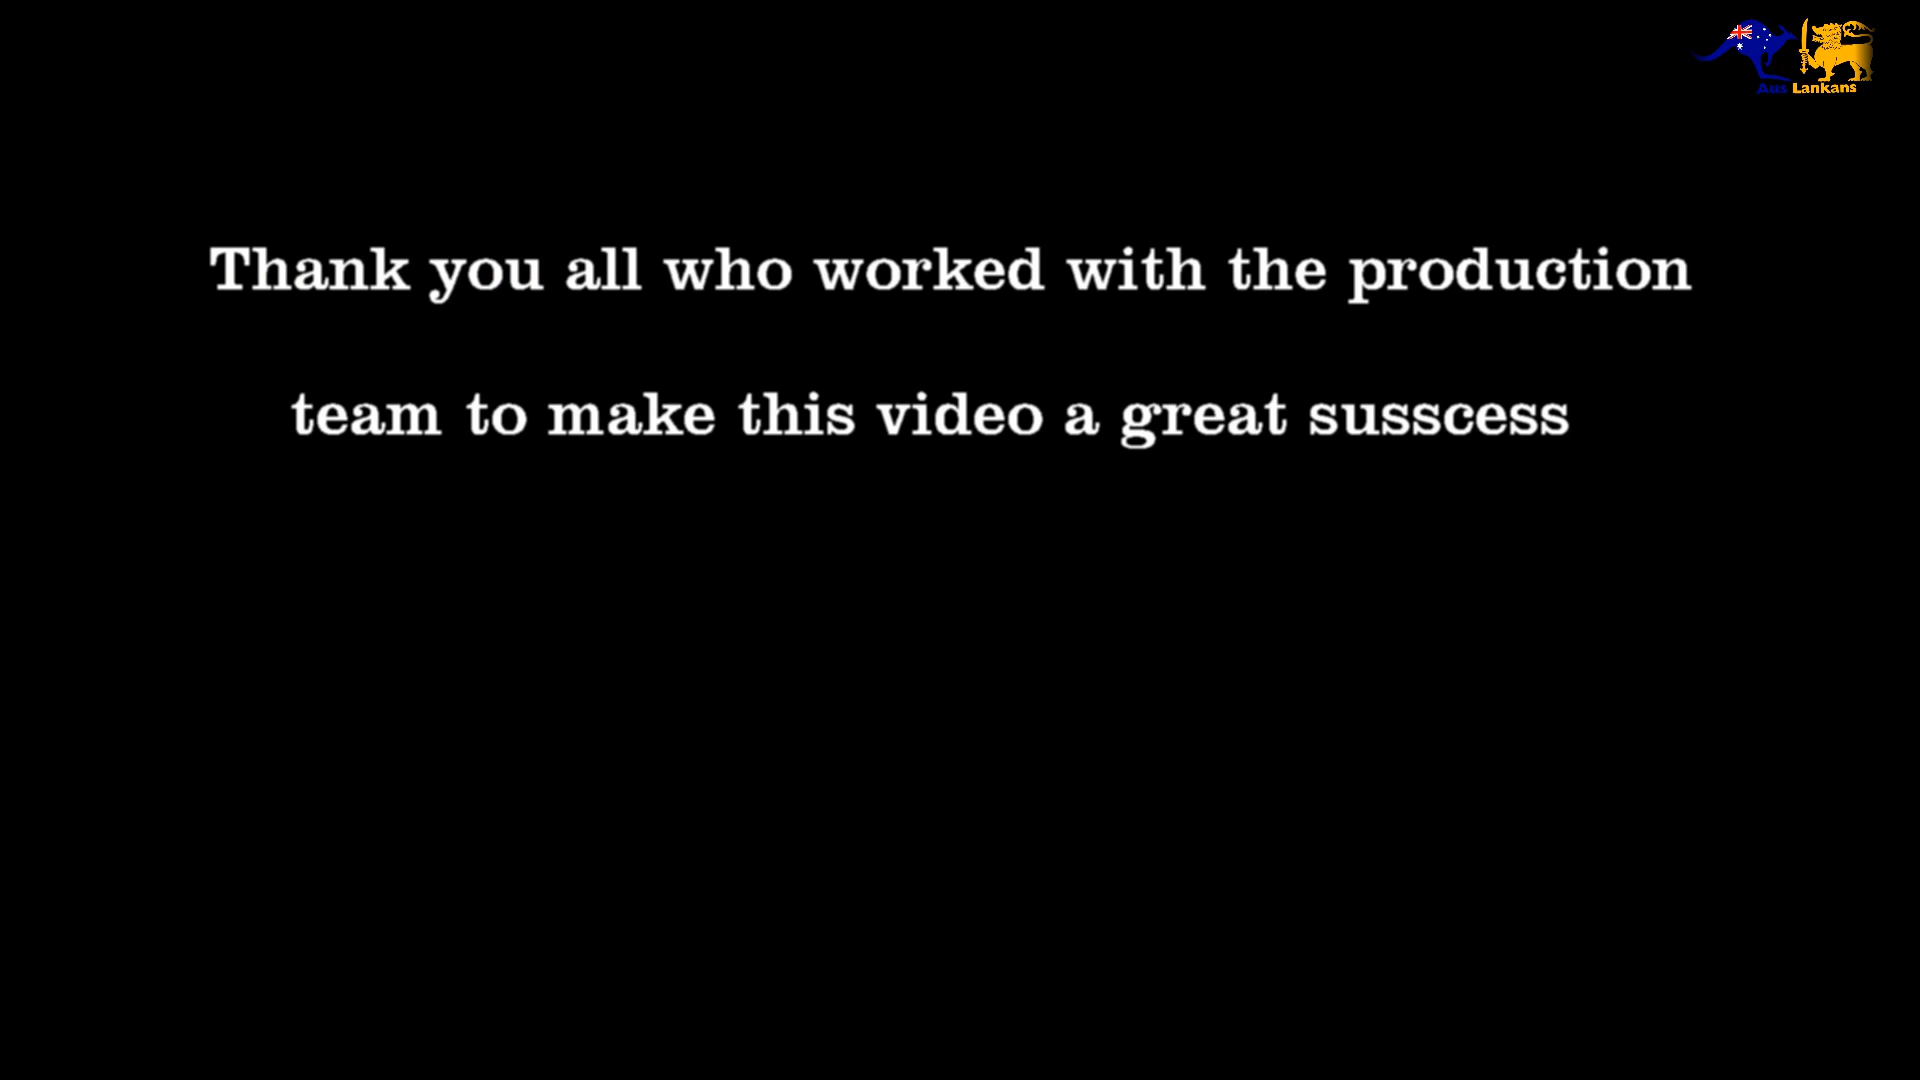 Aus Lankans
Thank you all who worked with the production
team to make this video a great susscess